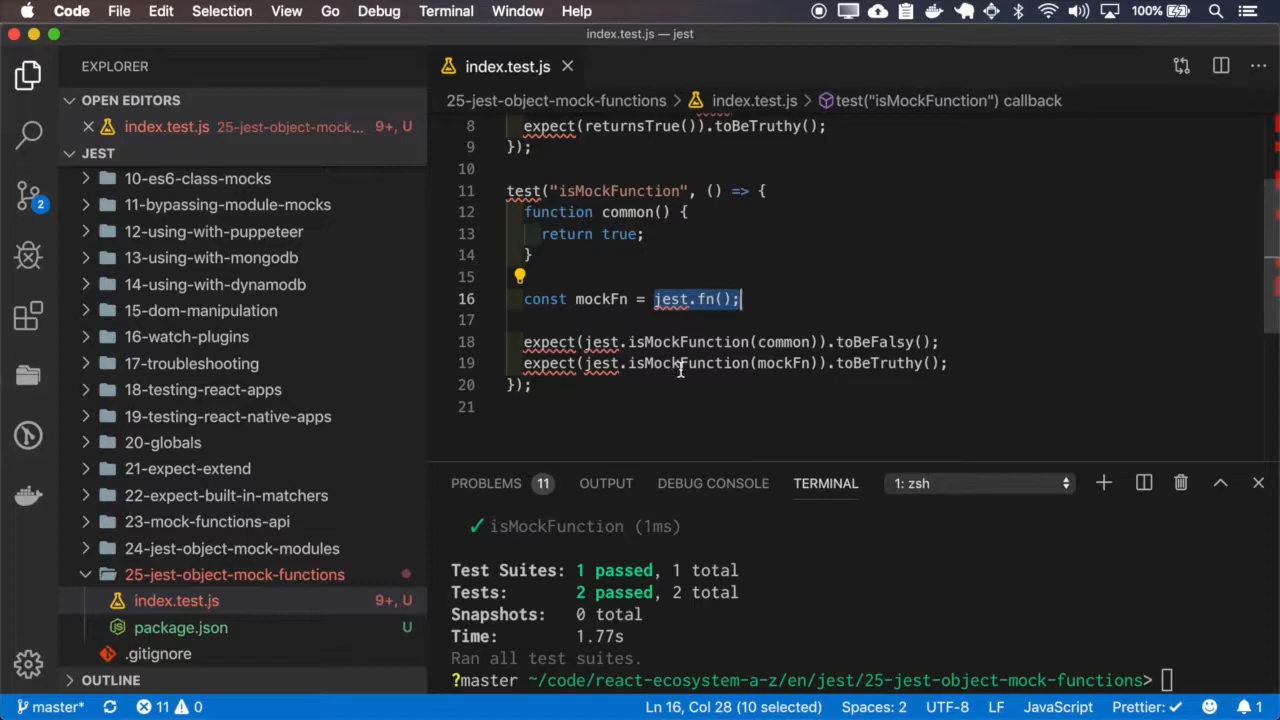 Code File Edit Selection View Go Debug Terminal Window Help 100%
index.test.js — jest
EXPLORER
OPEN EDITORS
index.test.js 25-jest-object-mock... 9+, U
JEST
10-es6-class-mocks
11-bypassing-module-mocks
12-using-with-puppeteer
13-using-with-mongodb
14-using-with-dynamodb
15-dom-manipulation
16-watch-plugins
17-troubleshooting
18-testing-react-apps
19-testing-react-native-apps
20-globals
21-expect-extend
22-expect-built-in-matchers
23-mock-functions-api
24-jest-object-mock-modules
25-jest-object-mock-functions
index.test.js 9+, U
package.json U
.gitignore
OUTLINE
2
index.test.js
25-jest-object-mock-functions index.test.js test("isMockFunction") callback
8 expect(returnsTrue()).toBeTruthy();
9 });
10
11 test("isMockFunction", () => {
12 function common() {
13 return true;
14 }
15
16 const mockFn = jest.fn();
17
18 expect(jest.isMockFunction(common)).toBeFalsy();
19 expect(jest.isMockFunction(mockFn)).toBeTruthy();
20 });
21
PROBLEMS 11 OUTPUT DEBUG CONSOLE TERMINAL 1: zsh
✓ isMockFunction (1ms)
Test Suites: 1 passed, 1 total
Tests: 2 passed, 2 total
Snapshots: 0 total
Time: 1.77s
Ran all test suites.
?master ~/code/react-ecosystem-a-z/en/jest/25-jest-object-mock-functions>
master* 11 0 Ln 16, Col 28 (10 selected) Spaces: 2 UTF-8 LF JavaScript Prettier: ✓ 1